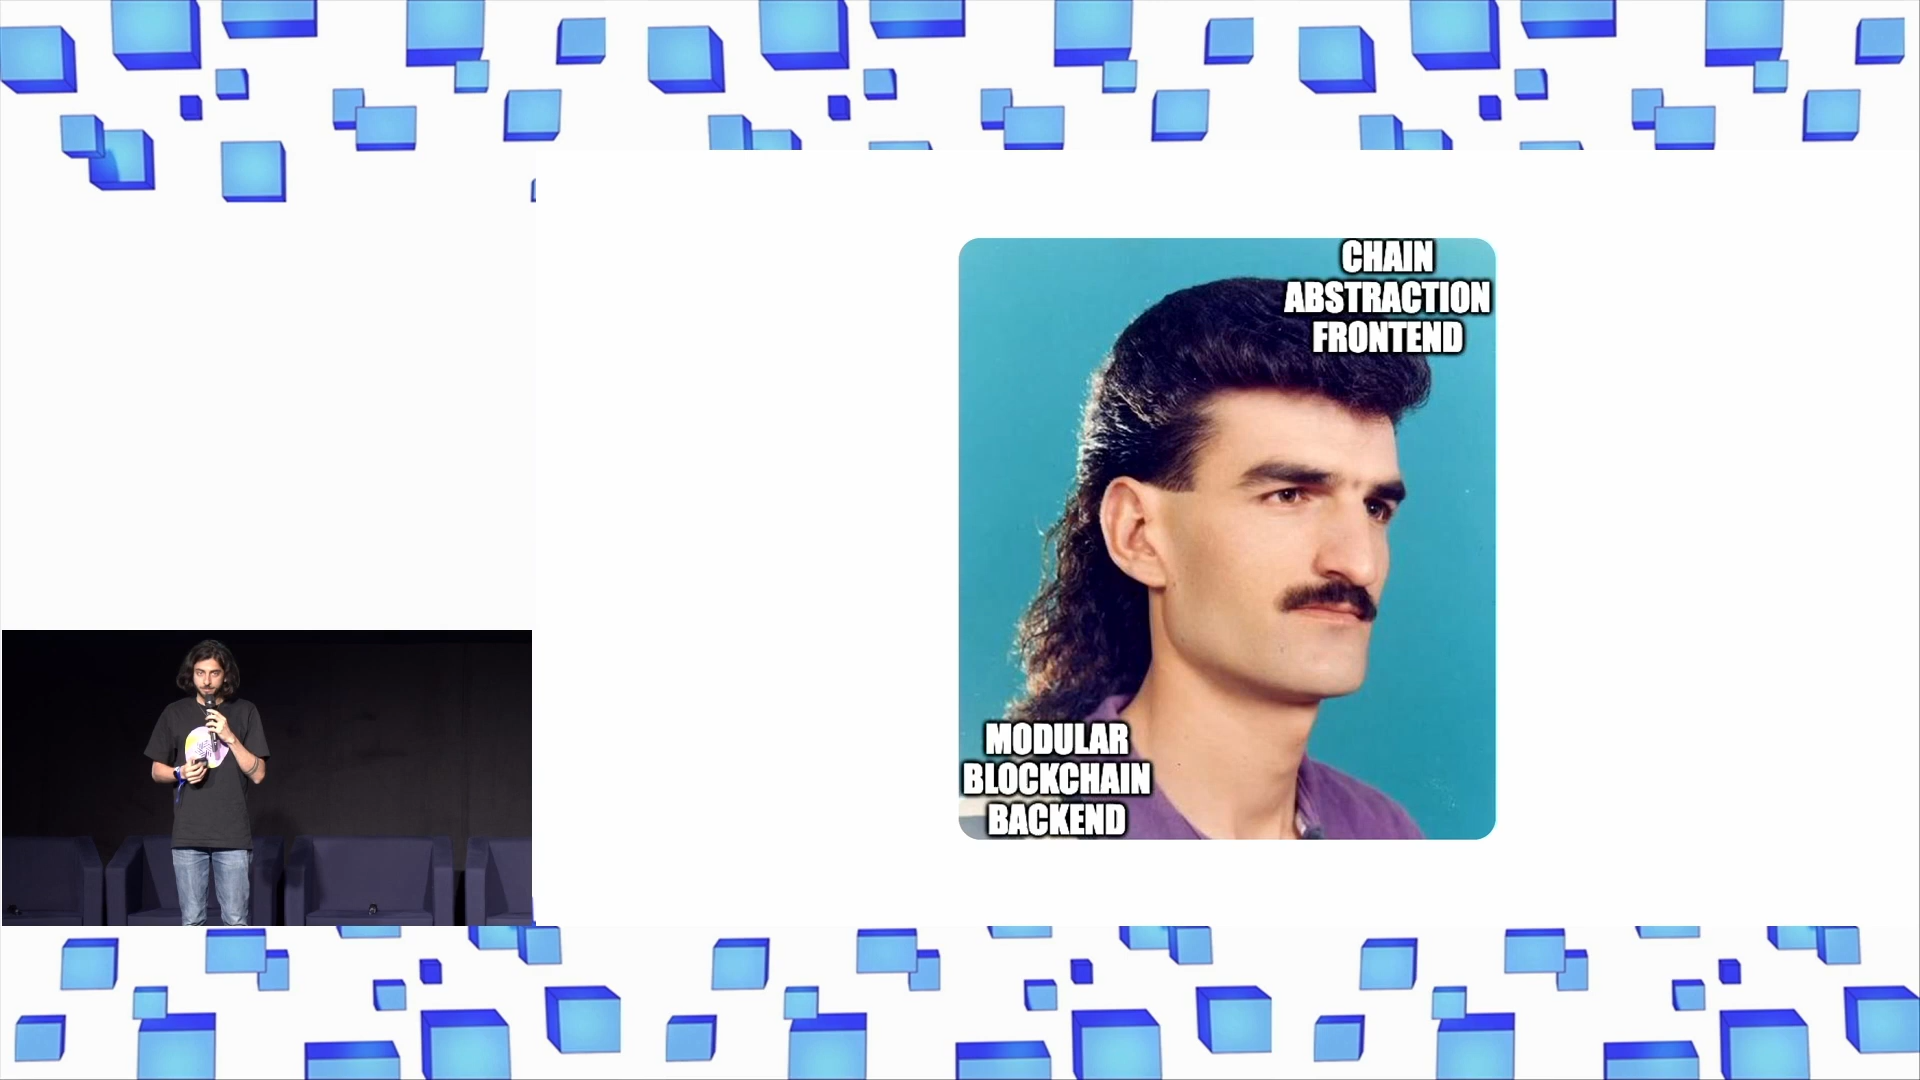 CHAIN
ABSTRACTION
FRONTEND
MODULAR
BLOCKCHAIN
BACKEND